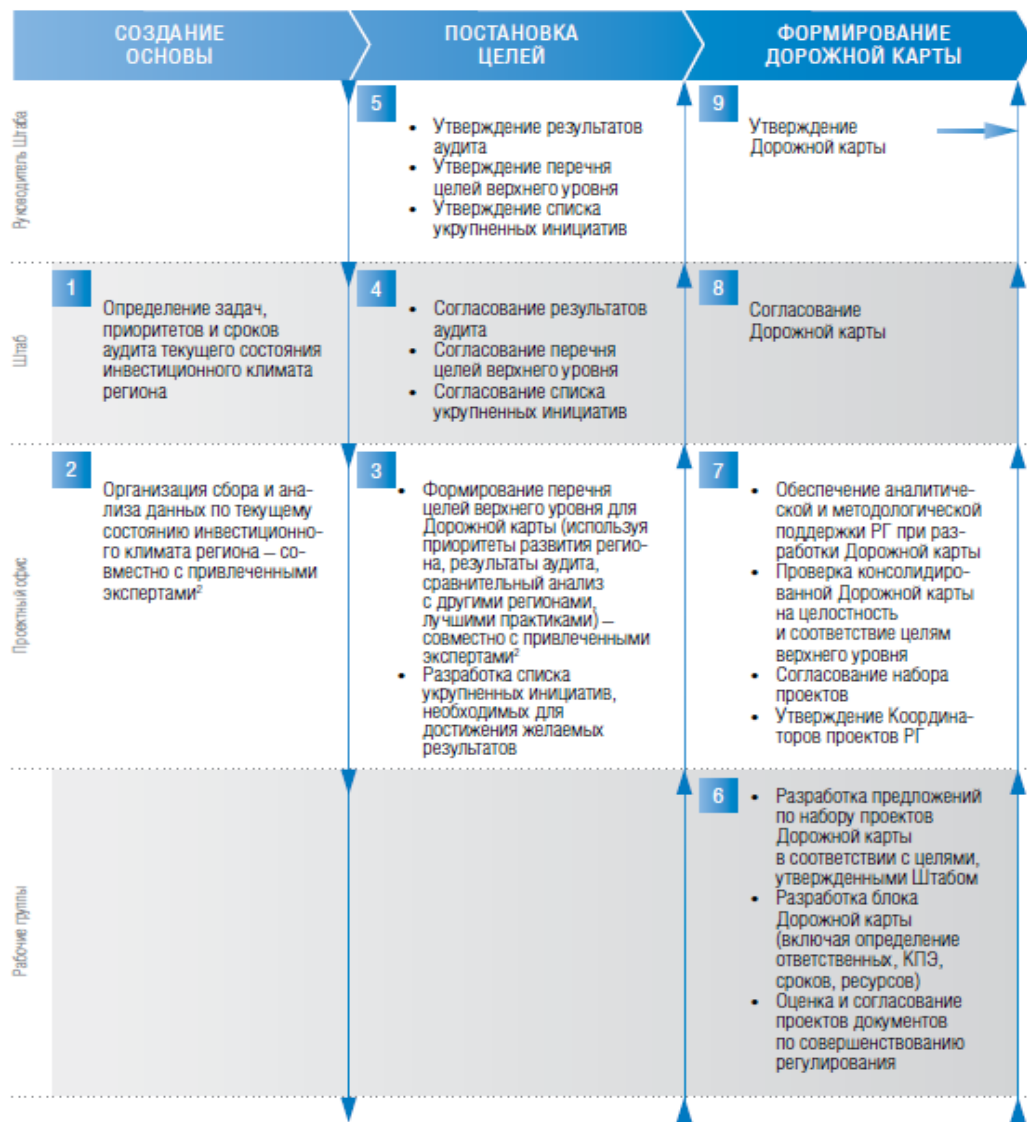 СОЗДАНИЕ
ОСНОВЫ
ПОСТАНОВКА
ЦЕЛЕЙ
ФОРМИРОВАНИЕ
ДОРОЖНОЙ КАРТЫ
Руководитель Штаба
5
• Утверждение результатов
аудита
• Утверждение перечня
целей верхнего уровня
• Утверждение списка
укрупненных инициатив
9
Утверждение
Дорожной карты
Штаб
1
Определение задач,
приоритетов и сроков
аудита текущего состояния
инвестиционного климата
региона
4
• Согласование результатов
аудита
• Согласование перечня
целей верхнего уровня
• Согласование списка
укрупненных инициатив
8
Согласование
Дорожной карты
Проектный офис
2
Организация сбора и ана-
лиза данных по текущему
состоянию инвестиционно-
го климата региона – со-
вместно с привлеченными
экспертами²
3
• Формирование перечня
целей верхнего уровня для
Дорожной карты (используя
приоритеты развития регио-
на, результаты аудита,
сравнительный анализ
с другими регионами,
лучшими практиками) –
совместно с привлеченными
экспертами²
• Разработка списка
укрупненных инициатив,
необходимых для
достижения желаемых
результатов
7
• Обеспечение аналитиче-
ской и методологической
поддержки РГ при раз-
работки Дорожной карты
• Проверка консолидиро-
ванной Дорожной карты
на целостность
и соответствие целям
верхнего уровня
• Согласование набора
проектов
• Утверждение Координа-
торов проектов РГ
Рабочие группы
6
• Разработка предложений
по набору проектов
Дорожной карты
в соответствии с целями,
утвержденными Штабом
• Разработка блока
Дорожной карты
(включая определение
ответственных, КПЭ,
сроков, ресурсов)
• Оценка и согласование
проектов документов
по совершенствованию
регулирования